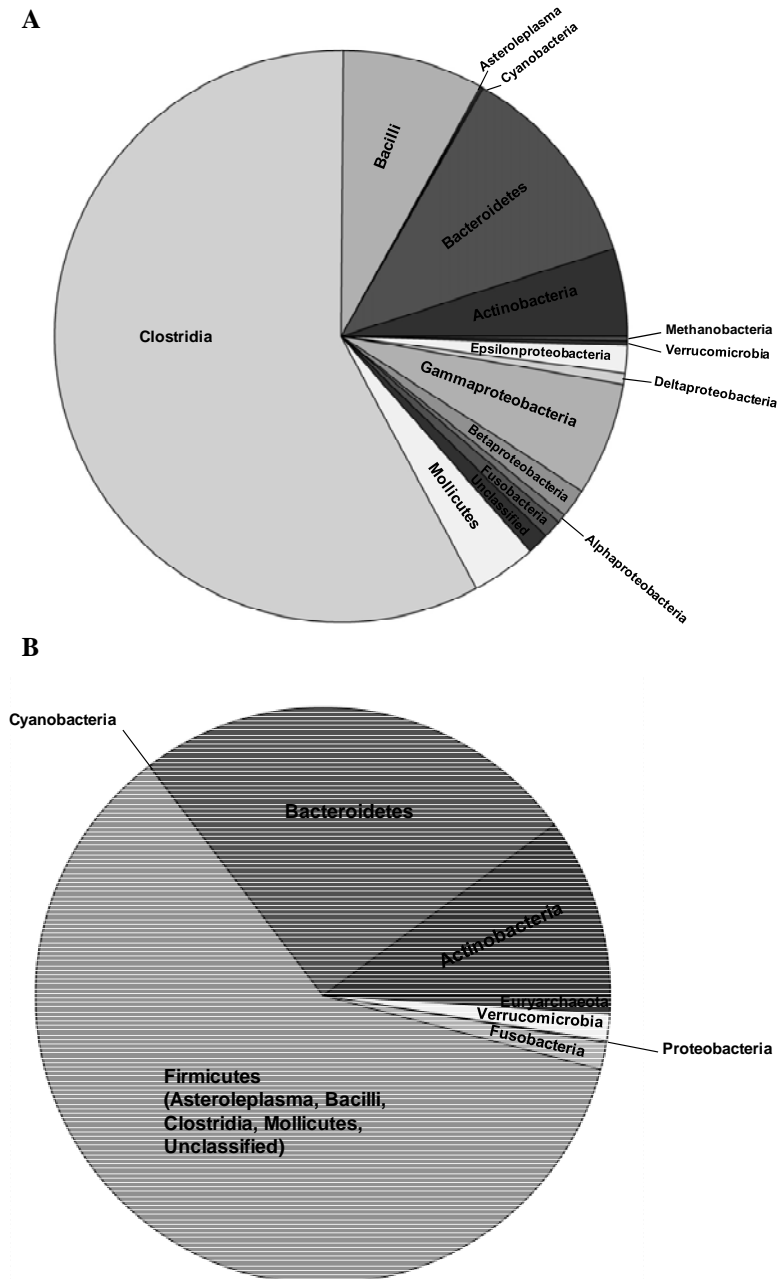 A
Asteroleplasma
Cyanobacteria
Bacilli
Bacteroidetes
Actinobacteria
Clostridia
Methanobacteria
Verrucomicrobia
Epsilonproteobacteria
Deltaproteobacteria
Gammaproteobacteria
Betaproteobacteria
Fusobacteria
Unclassified
Mollicutes
Alphaproteobacteria
B
Cyanobacteria
Bacteroidetes
Actinobacteria
Euryarchaeota
Verrucomicrobia
Fusobacteria
Proteobacteria
Firmicutes
(Asteroleplasma, Bacilli,
Clostridia, Mollicutes,
Unclassified)